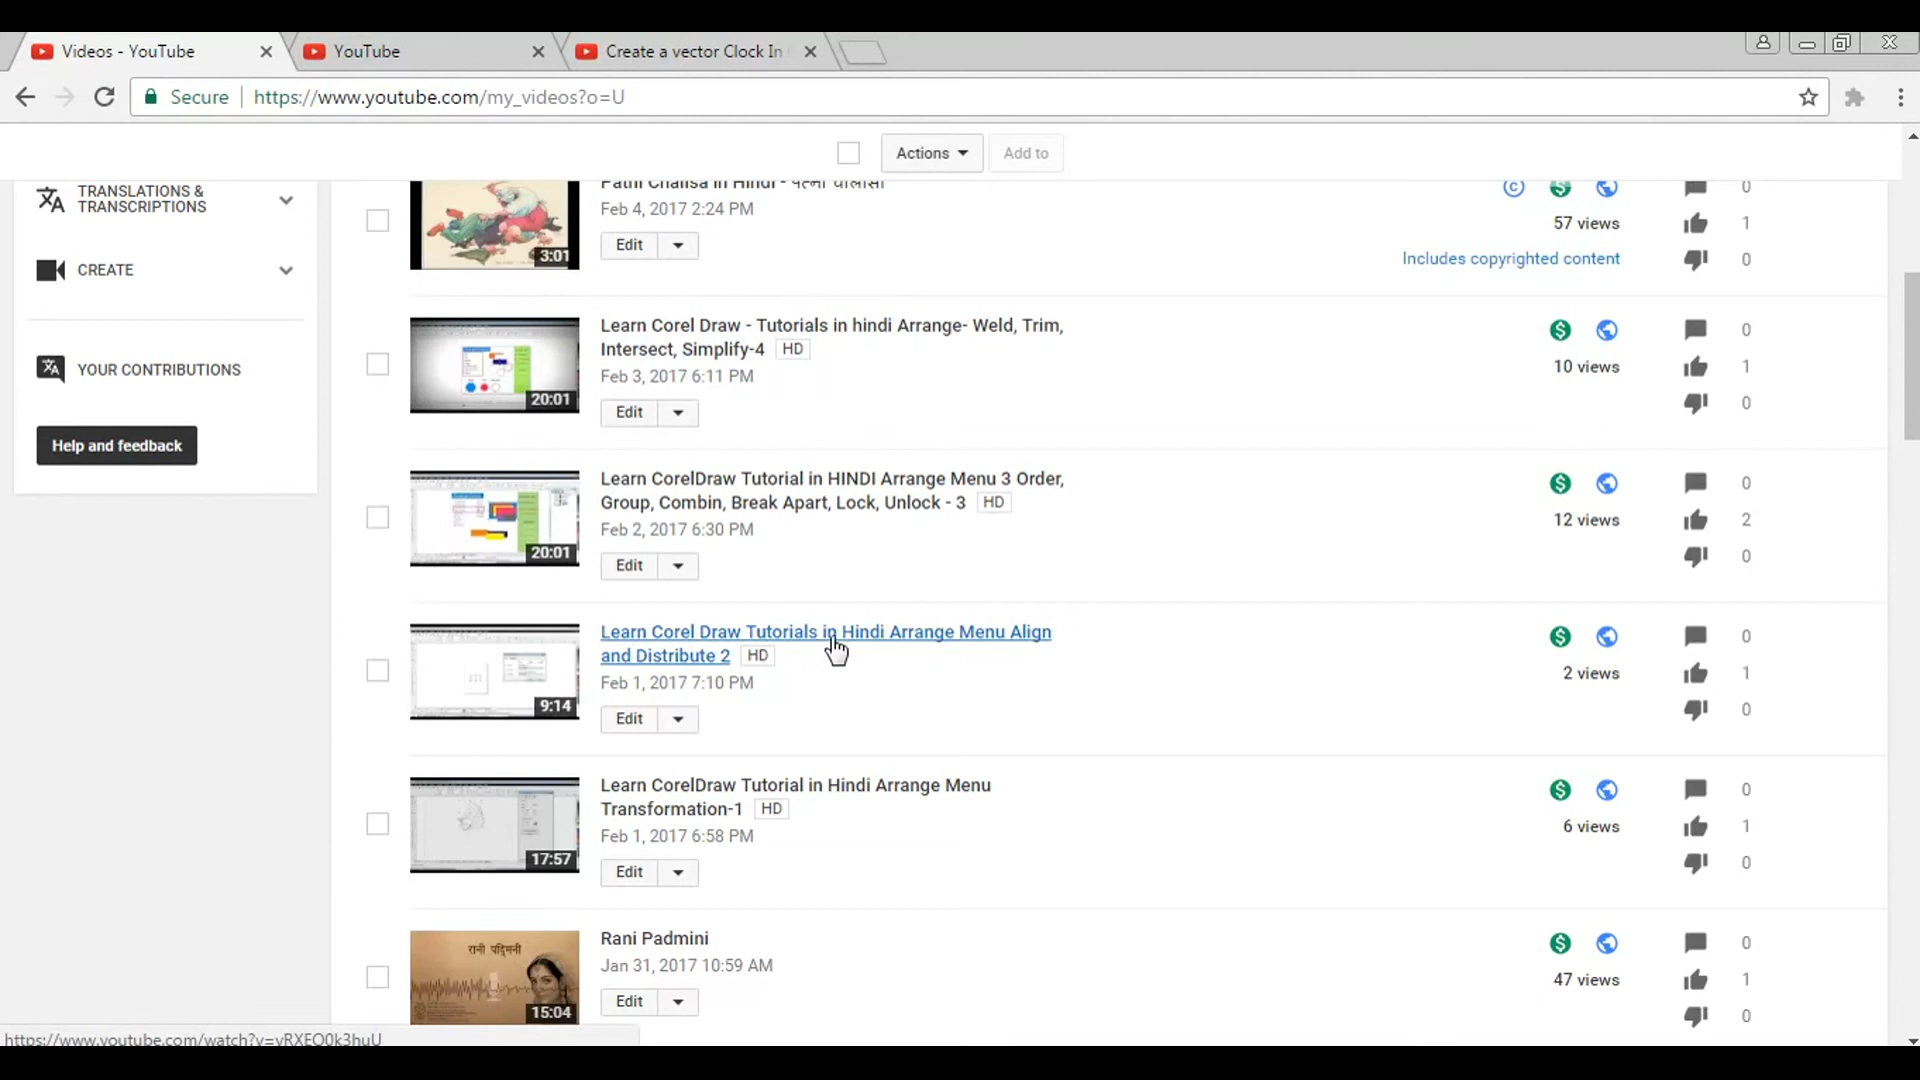 Videos - YouTube
YouTube
Create a vector Clock In
Secure
https://www.youtube.com/my_videos?o=U
Actions
Add to
TRANSLATIONS &
TRANSCRIPTIONS
CREATE
YOUR CONTRIBUTIONS
Help and feedback
Patni Chalisa in Hindi - पत्नी चालीसा
Feb 4, 2017 2:24 PM
3:01
Edit
0
57 views
1
Includes copyrighted content
0
Learn Corel Draw - Tutorials in hindi Arrange- Weld, Trim,
Intersect, Simplify-4 HD
Feb 3, 2017 6:11 PM
20:01
Edit
0
10 views
1
0
Learn CorelDraw Tutorial in HINDI Arrange Menu 3 Order,
Group, Combin, Break Apart, Lock, Unlock - 3 HD
Feb 2, 2017 6:30 PM
20:01
Edit
0
12 views
2
0
Learn Corel Draw Tutorials in Hindi Arrange Menu Align
and Distribute 2 HD
Feb 1, 2017 7:10 PM
9:14
Edit
0
2 views
1
0
Learn CorelDraw Tutorial in Hindi Arrange Menu
Transformation-1 HD
Feb 1, 2017 6:58 PM
17:57
Edit
0
6 views
1
0
रानी पद्मिनी
15:04
Rani Padmini
Jan 31, 2017 10:59 AM
Edit
0
47 views
1
0
https://www.youtube.com/watch?v=yRXEO0k3huU